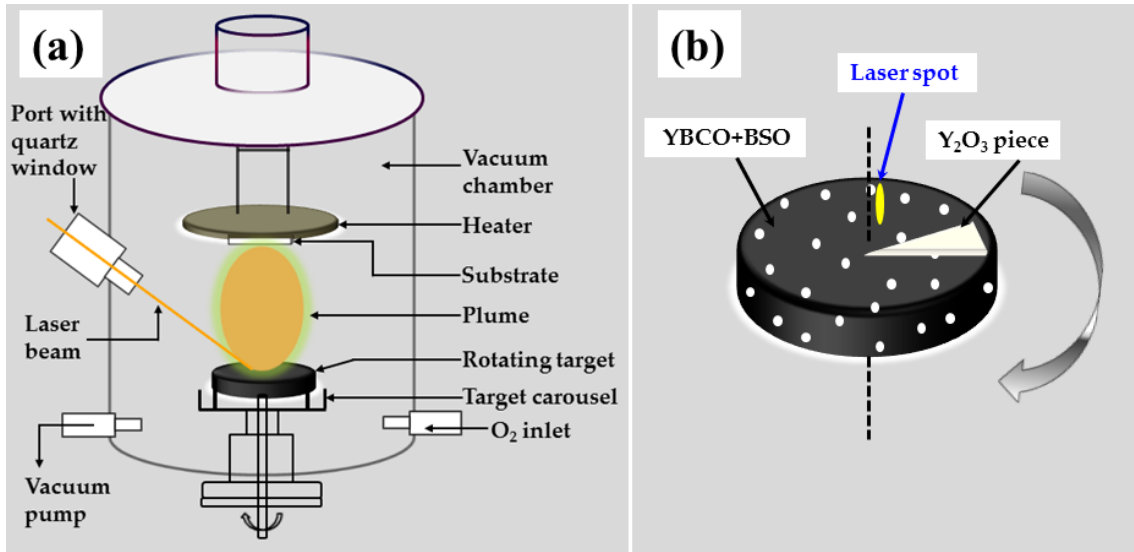 (a)
Port with
quartz
window
Vacuum
chamber
Heater
Substrate
Plume
Laser
beam
Rotating target
Target carousel
O₂ inlet
Vacuum
pump
(b)
Laser spot
YBCO+BSO
Y₂O₃ piece